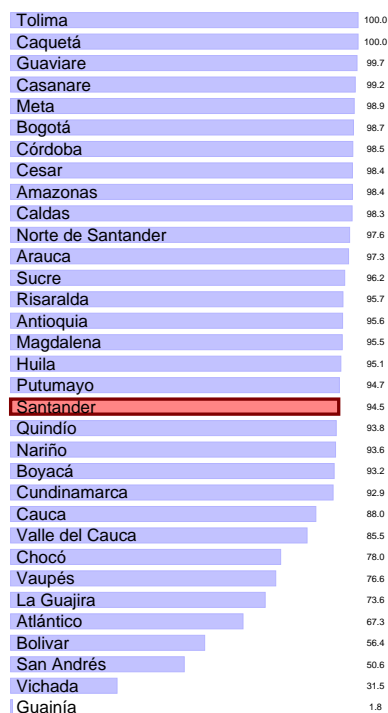 Tolima 100.0
Caquetá 100.0
Guaviare 99.7
Casanare 99.2
Meta 98.9
Bogotá 98.7
Córdoba 98.5
Cesar 98.4
Amazonas 98.4
Caldas 98.3
Norte de Santander 97.6
Arauca 97.3
Sucre 96.2
Risaralda 95.7
Antioquia 95.6
Magdalena 95.5
Huila 95.1
Putumayo 94.7
Santander 94.5
Quindío 93.8
Nariño 93.6
Boyacá 93.2
Cundinamarca 92.9
Cauca 88.0
Valle del Cauca 85.5
Chocó 78.0
Vaupés 76.6
La Guajira 73.6
Atlántico 67.3
Bolivar 56.4
San Andrés 50.6
Vichada 31.5
Guainía 1.8